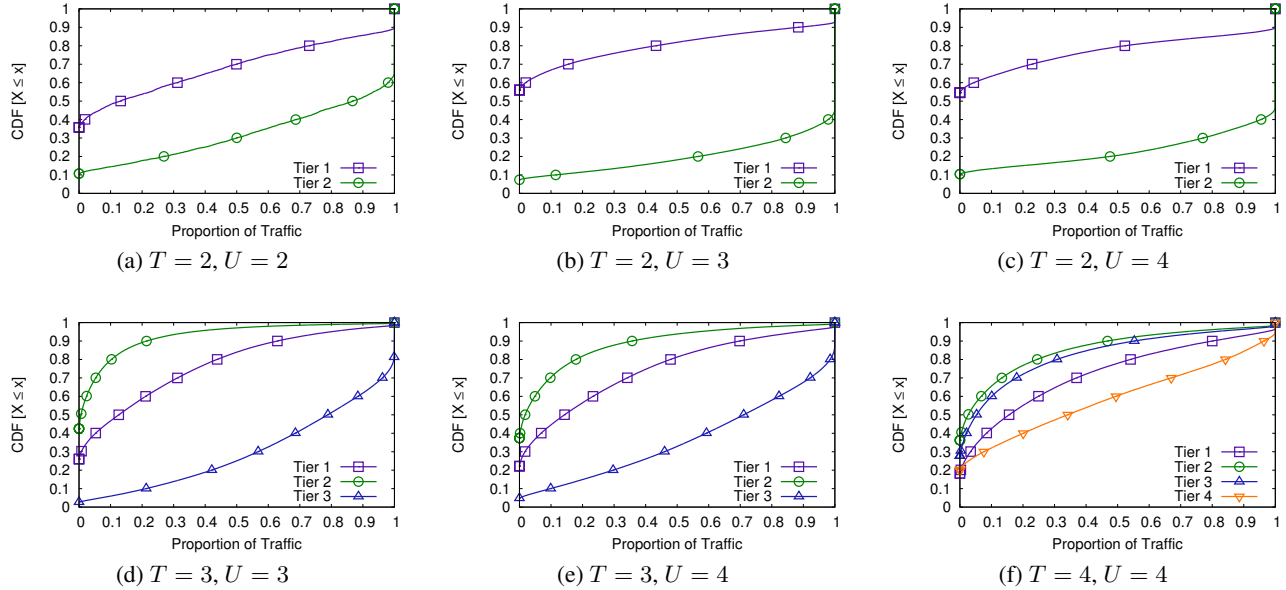 CDF [X ≤ x]
1
0.9
0.8
0.7
0.6
0.5
0.4
0.3
0.2
0.1
0
Tier 1
Tier 2
0 0.1 0.2 0.3 0.4 0.5 0.6 0.7 0.8 0.9 1
Proportion of Traffic
(a) T = 2, U = 2
CDF [X ≤ x]
1
0.9
0.8
0.7
0.6
0.5
0.4
0.3
0.2
0.1
0
Tier 1
Tier 2
0 0.1 0.2 0.3 0.4 0.5 0.6 0.7 0.8 0.9 1
Proportion of Traffic
(b) T = 2, U = 3
CDF [X ≤ x]
1
0.9
0.8
0.7
0.6
0.5
0.4
0.3
0.2
0.1
0
Tier 1
Tier 2
0 0.1 0.2 0.3 0.4 0.5 0.6 0.7 0.8 0.9 1
Proportion of Traffic
(c) T = 2, U = 4
CDF [X ≤ x]
1
0.9
0.8
0.7
0.6
0.5
0.4
0.3
0.2
0.1
0
Tier 1
Tier 2
Tier 3
0 0.1 0.2 0.3 0.4 0.5 0.6 0.7 0.8 0.9 1
Proportion of Traffic
(d) T = 3, U = 3
CDF [X ≤ x]
1
0.9
0.8
0.7
0.6
0.5
0.4
0.3
0.2
0.1
0
Tier 1
Tier 2
Tier 3
0 0.1 0.2 0.3 0.4 0.5 0.6 0.7 0.8 0.9 1
Proportion of Traffic
(e) T = 3, U = 4
CDF [X ≤ x]
1
0.9
0.8
0.7
0.6
0.5
0.4
0.3
0.2
0.1
0
Tier 1
Tier 2
Tier 3
Tier 4
0 0.1 0.2 0.3 0.4 0.5 0.6 0.7 0.8 0.9 1
Proportion of Traffic
(f) T = 4, U = 4